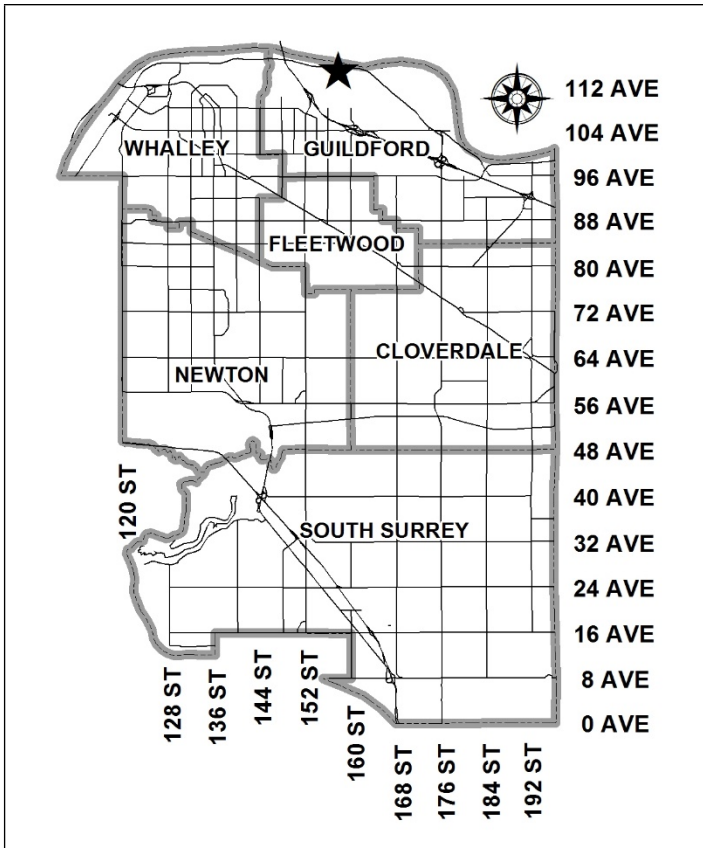 112 AVE
104 AVE
WHALLEY
GUILDFORD
96 AVE
88 AVE
FLEETWOOD
80 AVE
72 AVE
CLOVERDALE
64 AVE
NEWTON
56 AVE
48 AVE
120 ST
40 AVE
SOUTH SURREY
32 AVE
24 AVE
16 AVE
128 ST
136 ST
144 ST
152 ST
160 ST
168 ST
176 ST
184 ST
192 ST
8 AVE
0 AVE